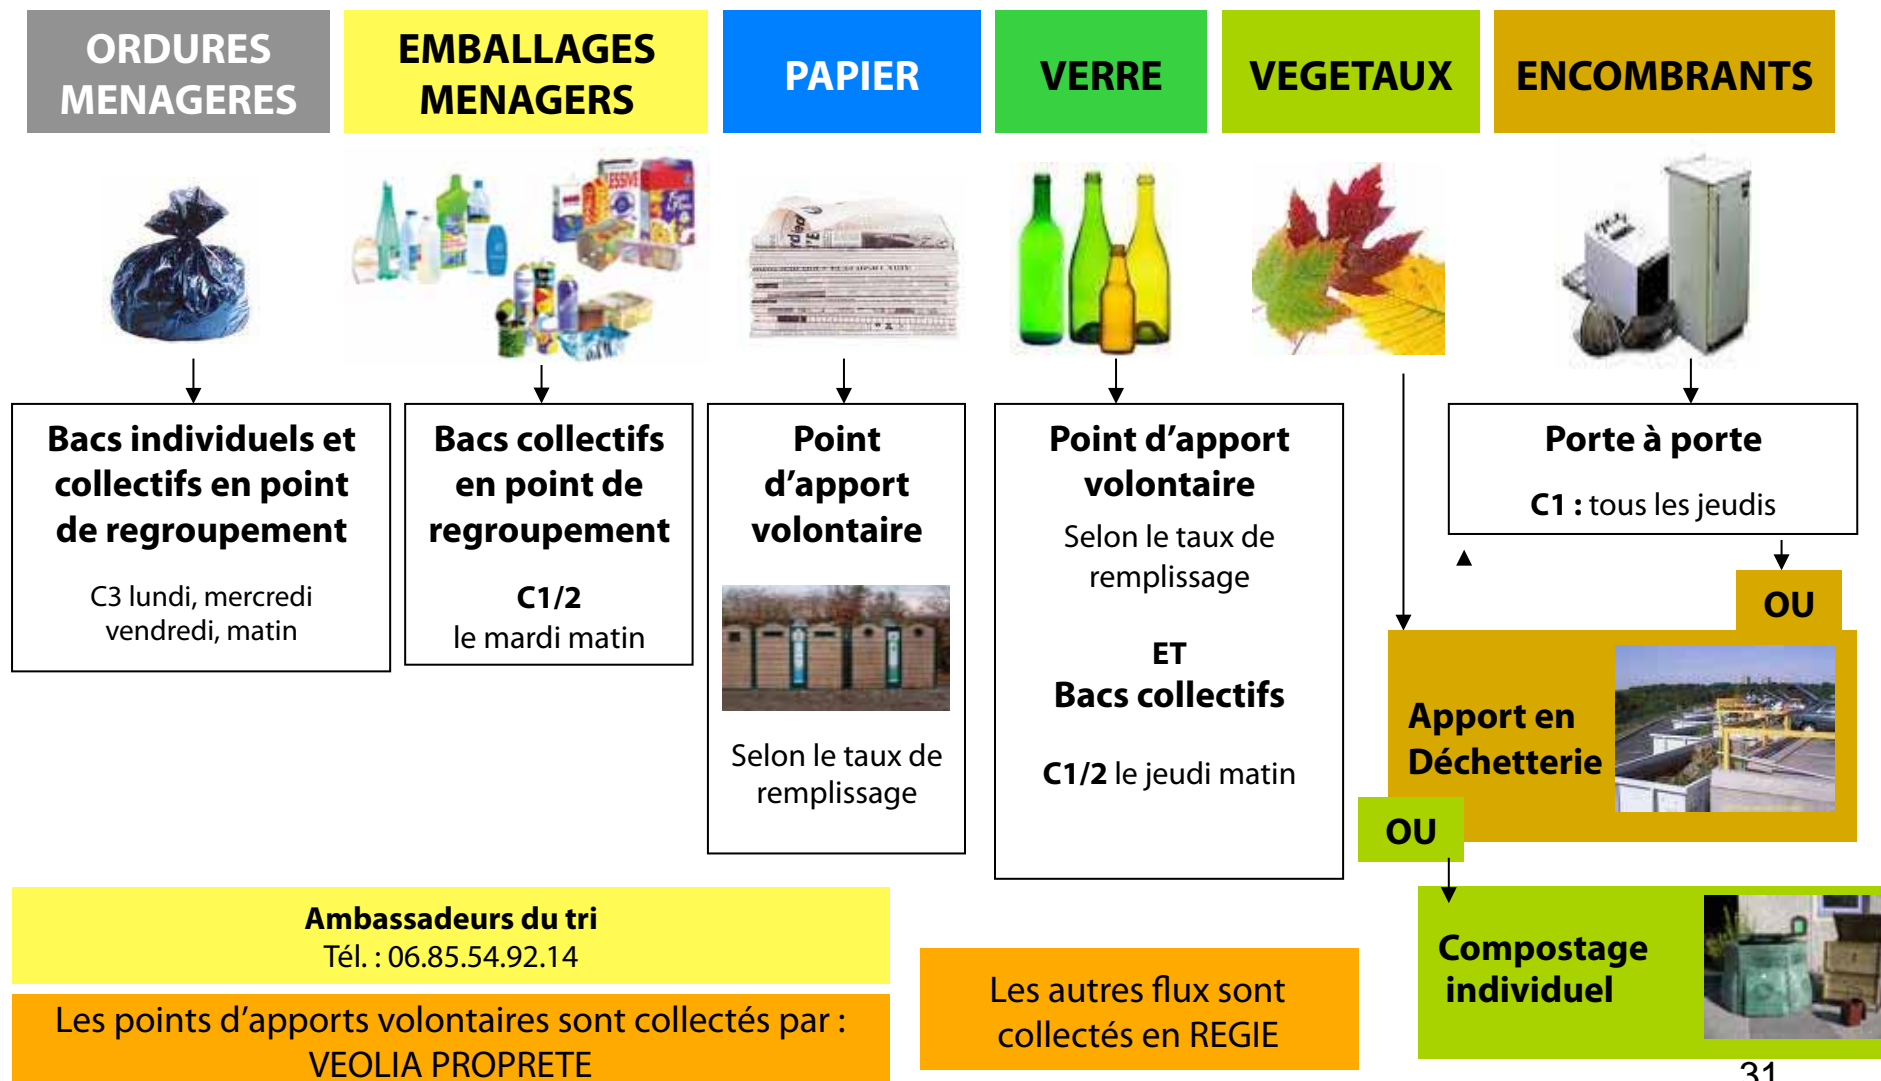 ORDURES
MENAGERES
EMBALLAGES
MENAGERS
PAPIER
VERRE
VEGETAUX
ENCOMBRANTS
ESSIVE
Bacs individuels et
collectifs en point
de regroupement
C3 lundi, mercredi
vendredi, matin
Bacs collectifs
en point de
regroupement
C1/2
le mardi matin
Point
d’apport
volontaire
Selon le taux de
remplissage
Point d’apport
volontaire
Selon le taux de
remplissage
ET
Bacs collectifs
C1/2 le jeudi matin
Porte à porte
C1 : tous les jeudis
OU
Apport en
Déchetterie
OU
Compostage
individuel
Ambassadeurs du tri
Tél. : 06.85.54.92.14
Les points d’apports volontaires sont collectés par :
VEOLIA PROPRETE
Les autres flux sont
collectés en REGIE
31